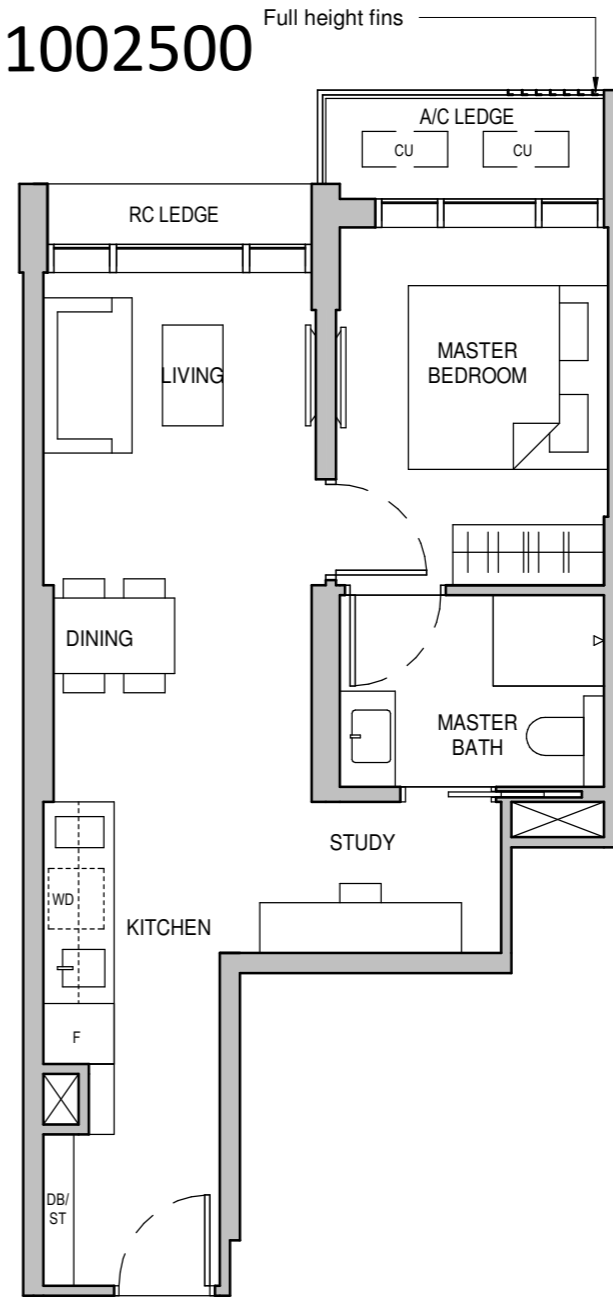 Full height fins
1002500
A/C LEDGE
CU
CU
RC LEDGE
LIVING
MASTER
BEDROOM
DINING
MASTER
BATH
STUDY
WD
KITCHEN
F
DB/
ST